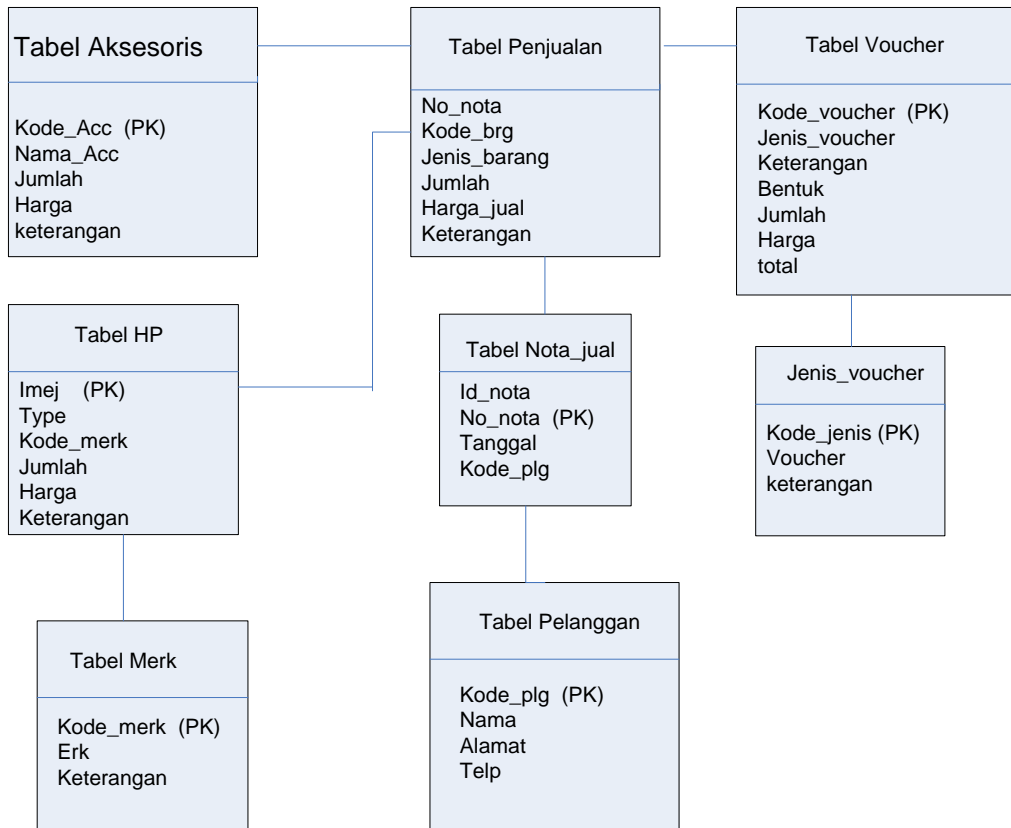 Tabel Aksesoris
Kode_Acc (PK)
Nama_Acc
Jumlah
Harga
keterangan
Tabel Penjualan
No_nota
Kode_brg
Jenis_barang
Jumlah
Harga_jual
Keterangan
Tabel Voucher
Kode_voucher (PK)
Jenis_voucher
Keterangan
Bentuk
Jumlah
Harga
total
Tabel HP
Imej (PK)
Type
Kode_merk
Jumlah
Harga
Keterangan
Tabel Nota_jual
Id_nota
No_nota (PK)
Tanggal
Kode_plg
Jenis_voucher
Kode_jenis (PK)
Voucher
keterangan
Tabel Merk
Kode_merk (PK)
Erk
Keterangan
Tabel Pelanggan
Kode_plg (PK)
Nama
Alamat
Telp